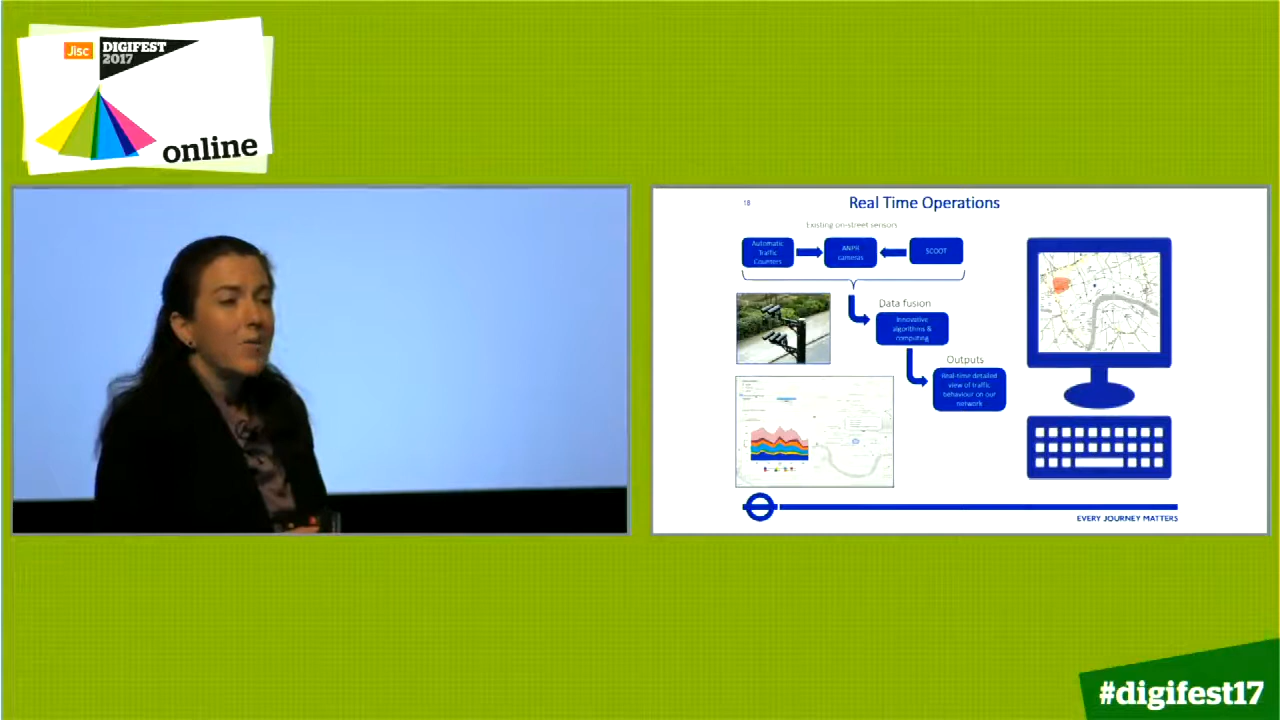 Jisc
DIGIFEST
2017
online
18
Real Time Operations
Existing on-street sensors
Automatic
Traffic
Counters
ANPR
cameras
SCOOT
Data fusion
Innovative
algorithms &
computing
Outputs
Real-time detailed
view of traffic
behaviour on our
network
EVERY JOURNEY MATTERS
#digifest17